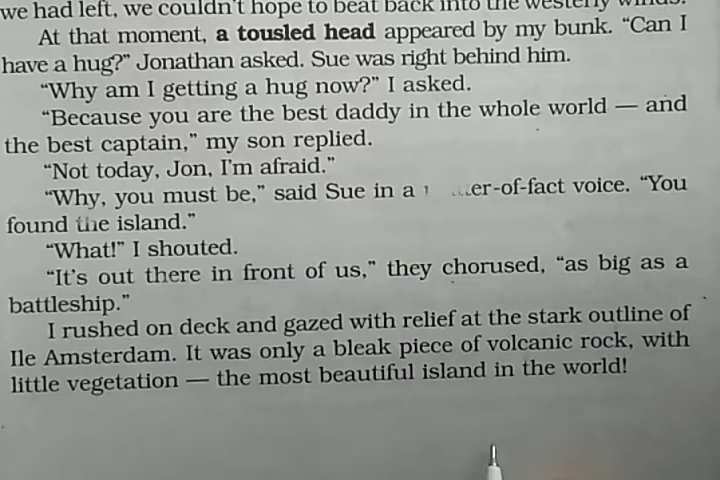 we had left, we couldn't hope to beat back into the westerly winds.
At that moment, a tousled head appeared by my bunk. “Can I
have a hug?” Jonathan asked. Sue was right behind him.
“Why am I getting a hug now?” I asked.
“Because you are the best daddy in the whole world — and
the best captain,” my son replied.
“Not today, Jon, I'm afraid.”
“Why, you must be,” said Sue in a er-of-fact voice. “You
found the island.”
“What!” I shouted.
“It's out there in front of us,” they chorused, “as big as a
battleship.”
I rushed on deck and gazed with relief at the stark outline of
Ile Amsterdam. It was only a bleak piece of volcanic rock, with
little vegetation — the most beautiful island in the world!